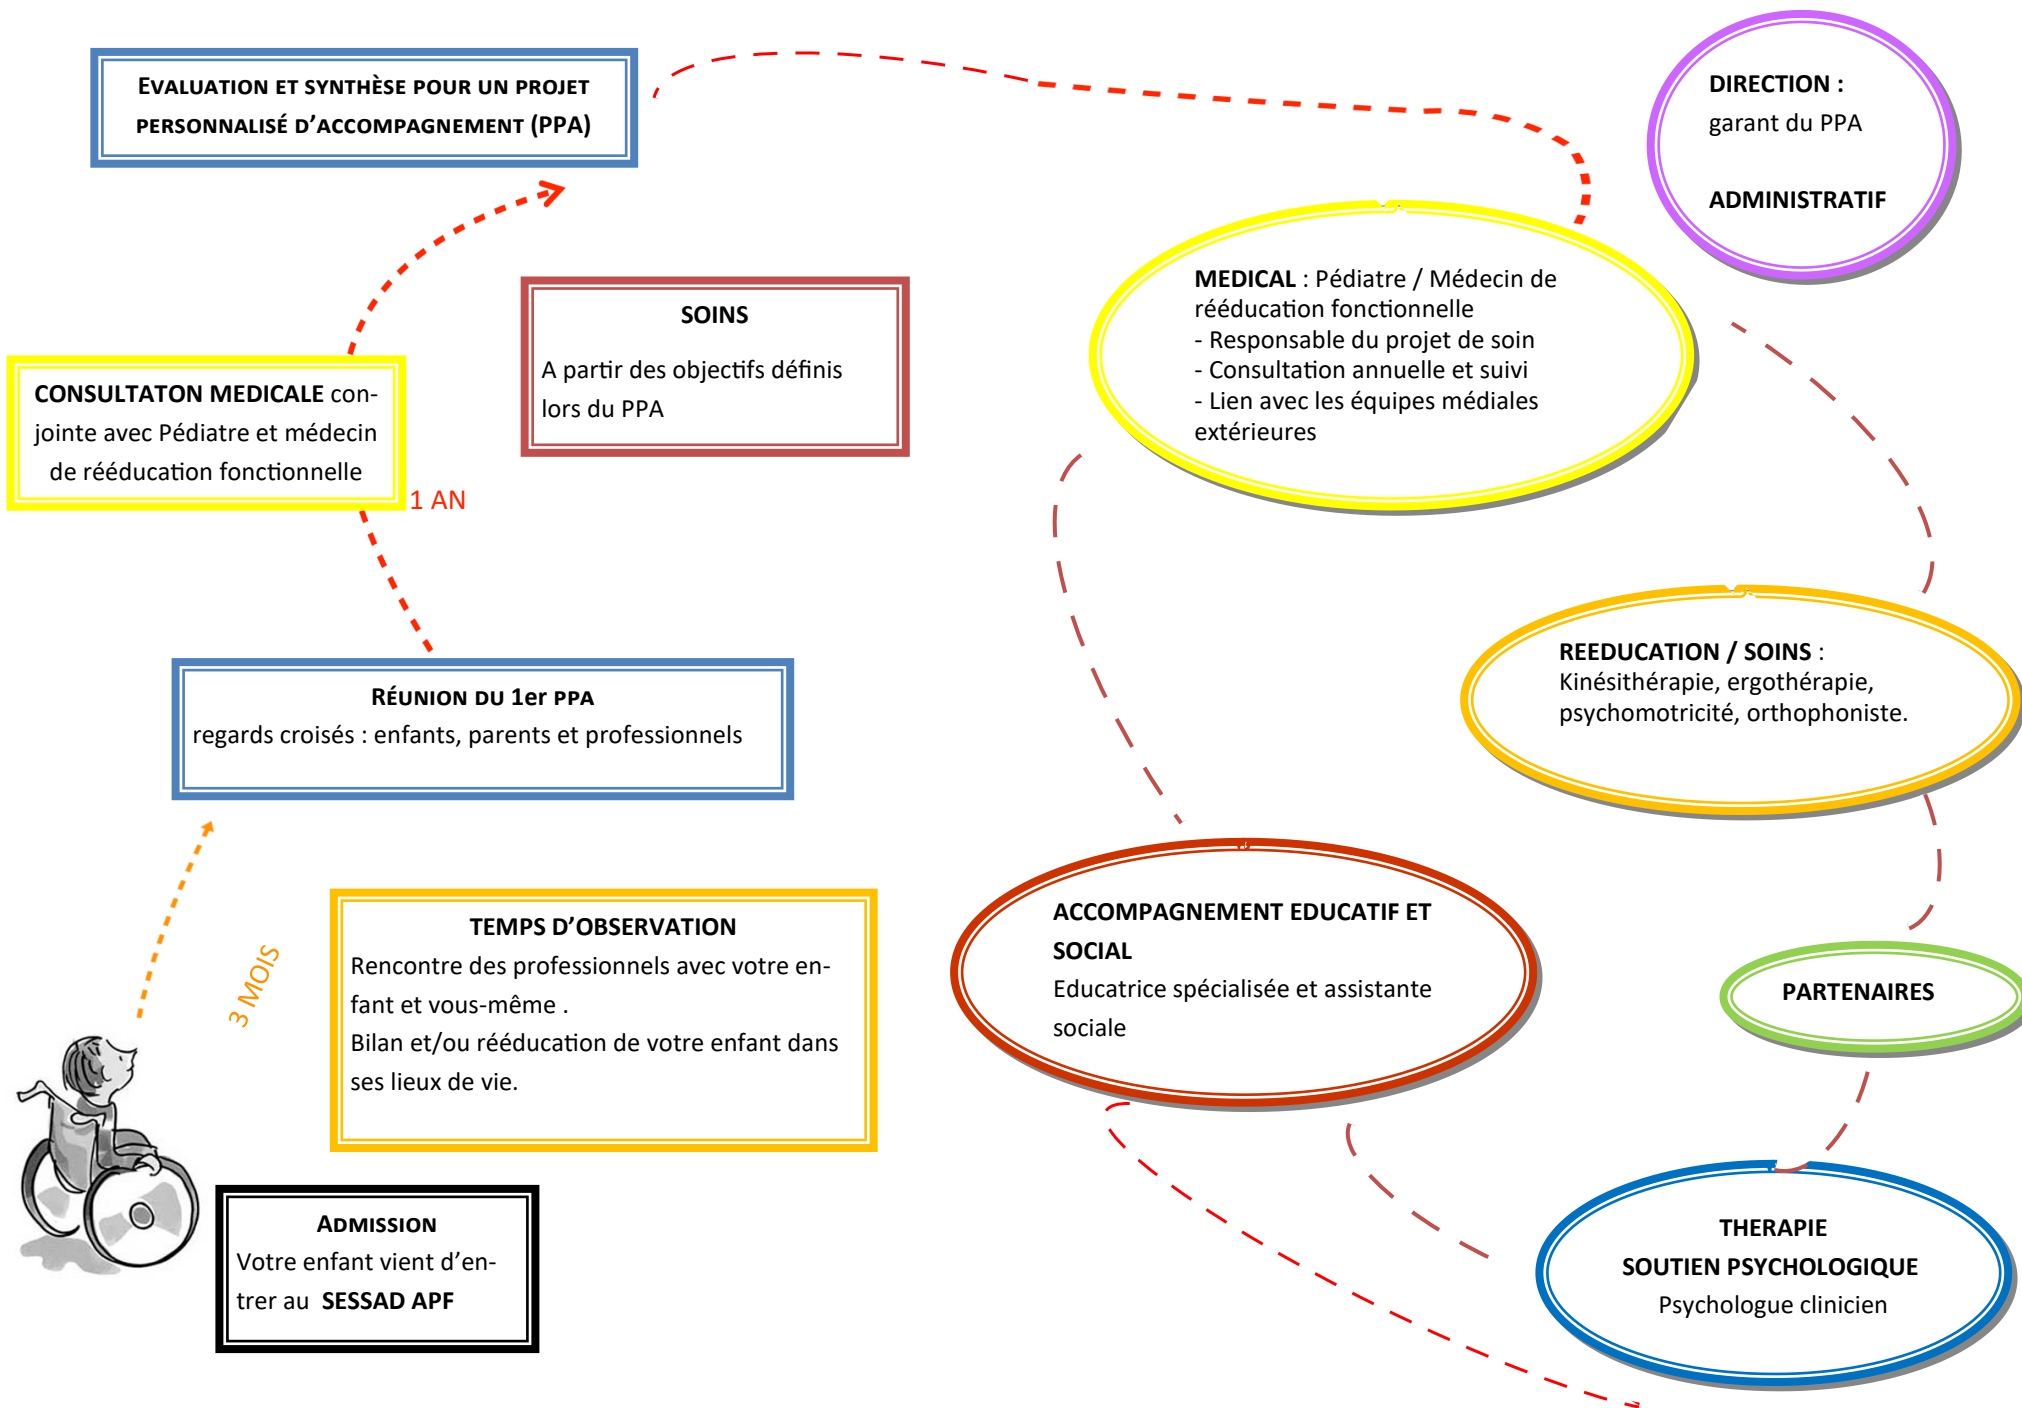 EVALUATION ET SYNTHÈSE POUR UN PROJET
PERSONNALISÉ D’ACCOMPAGNEMENT (PPA)
DIRECTION :
garant du PPA
ADMINISTRATIF
MEDICAL : Pédiatre / Médecin de
rééducation fonctionnelle
- Responsable du projet de soin
- Consultation annuelle et suivi
- Lien avec les équipes médiales
extérieures
SOINS
A partir des objectifs définis
lors du PPA
CONSULTATON MEDICALE con-
jointe avec Pédiatre et médecin
de rééducation fonctionnelle
1 AN
RÉUNION DU 1er PPA
regards croisés : enfants, parents et professionnels
REEDUCATION / SOINS :
Kinésithérapie, ergothérapie,
psychomotricité, orthophoniste.
3 MOIS
TEMPS D’OBSERVATION
Rencontre des professionnels avec votre en-
fant et vous-même .
Bilan et/ou rééducation de votre enfant dans
ses lieux de vie.
ACCOMPAGNEMENT EDUCATIF ET
SOCIAL
Educatrice spécialisée et assistante
sociale
PARTENAIRES
ADMISSION
Votre enfant vient d’en-
trer au SESSAD APF
THERAPIE
SOUTIEN PSYCHOLOGIQUE
Psychologue clinicien